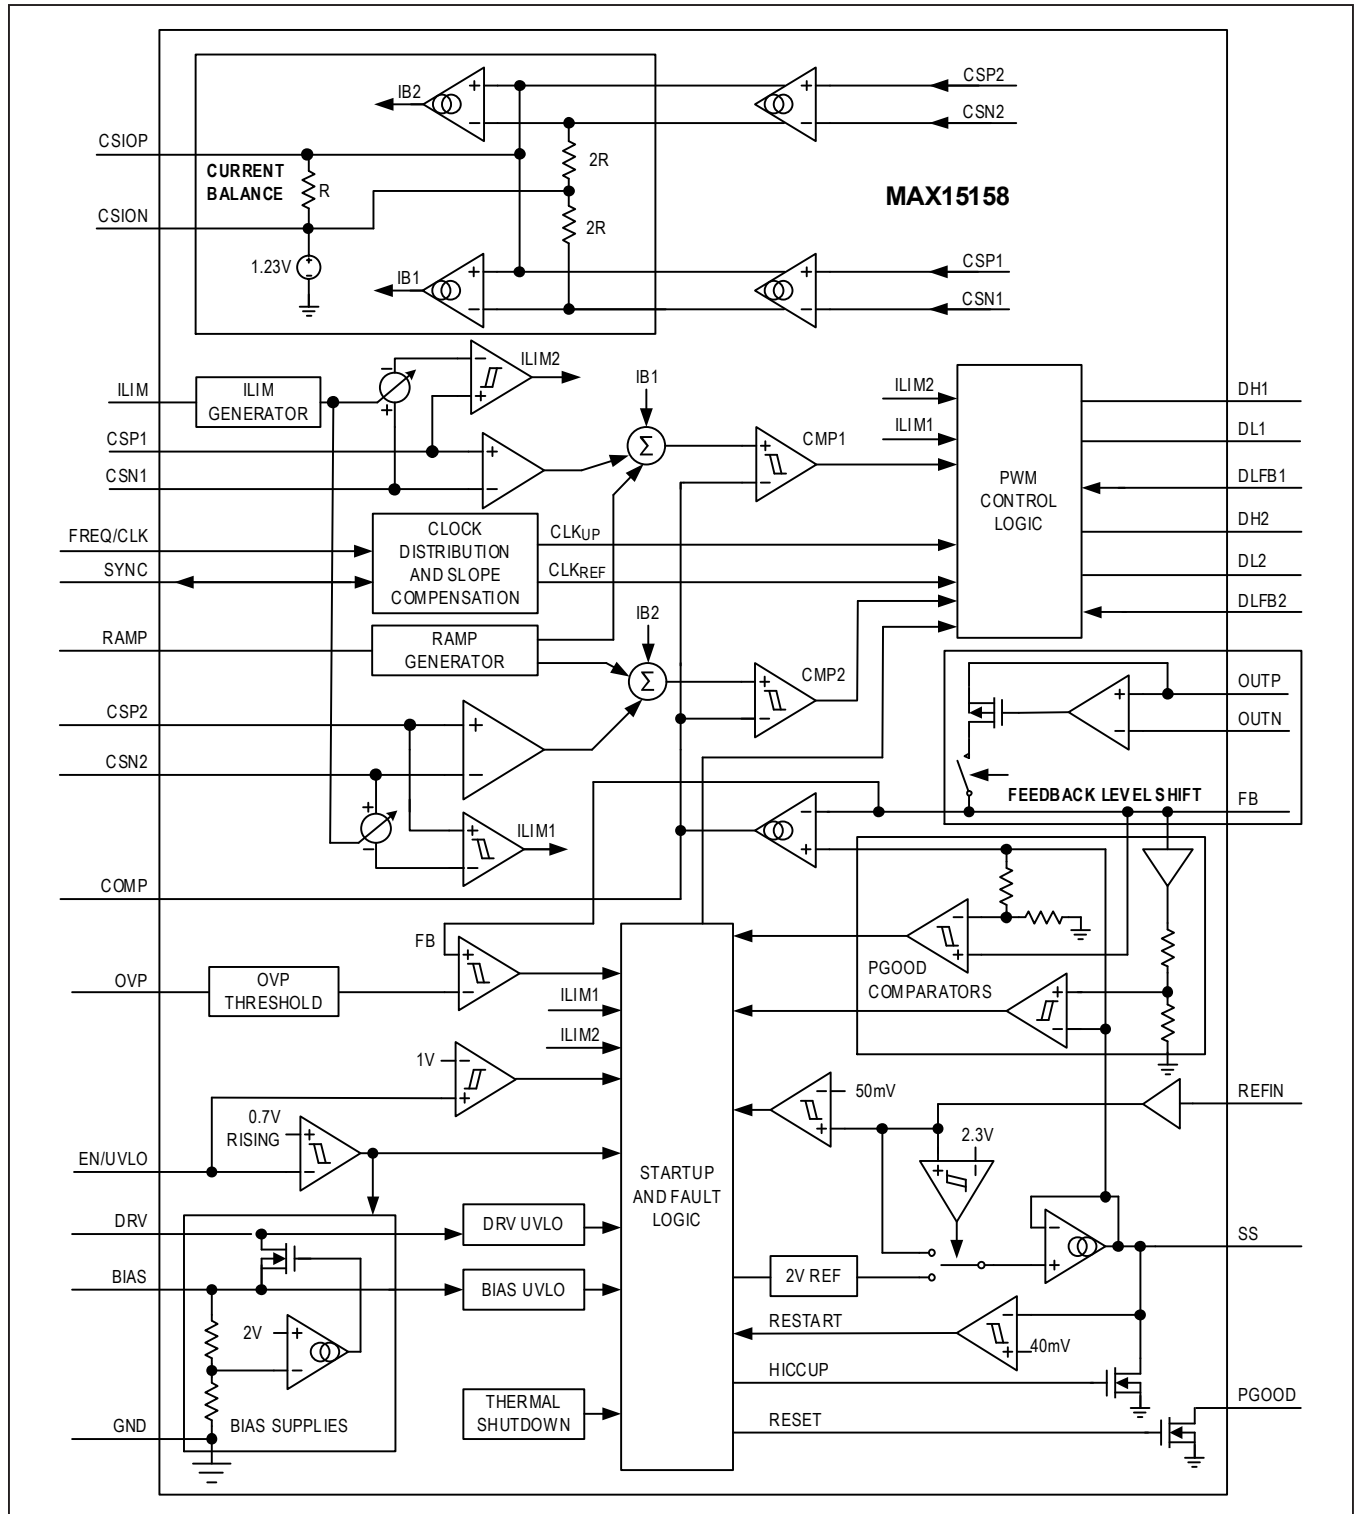 CSP2
IB2
CSN2
CSIOP
2R
CURRENT
BALANCE
R
MAX15158
CSION
2R
1.23V
CSP1
IB1
CSN1
ILIM2
IB1
ILIM2
ILIM
ILIM
GENERATOR
DH1
CSP1
CMP1
ILIM1
DL1
CSN1
PWM
CONTROL
LOGIC
DLFB1
FREQ/CLK
CLOCK
DISTRIBUTION
AND SLOPE
COMPENSATION
CLKUP
DH2
SYNC
CLKREF
DL2
IB2
DLFB2
RAMP
RAMP
GENERATOR
CMP2
OUTP
CSP2
OUTN
CSN2
FEEDBACK LEVEL SHIFT
FB
ILIM1
COMP
FB
OVP
OVP
THRESHOLD
PGOOD
COMPARATORS
ILIM1
ILIM2
1V
50mV
REFIN
0.7V
RISING
2.3V
EN/UVLO
STARTUP
AND FAULT
LOGIC
DRV
DRV UVLO
SS
BIAS
BIAS UVLO
2V REF
2V
RESTART
40mV
HICCUP
THERMAL
SHUTDOWN
PGOOD
GND
BIAS SUPPLIES
RESET